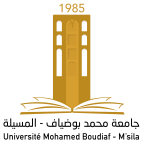 1985
جامعة محمد بوضياف - المسيلة
Université Mohamed Boudiaf - M'sila